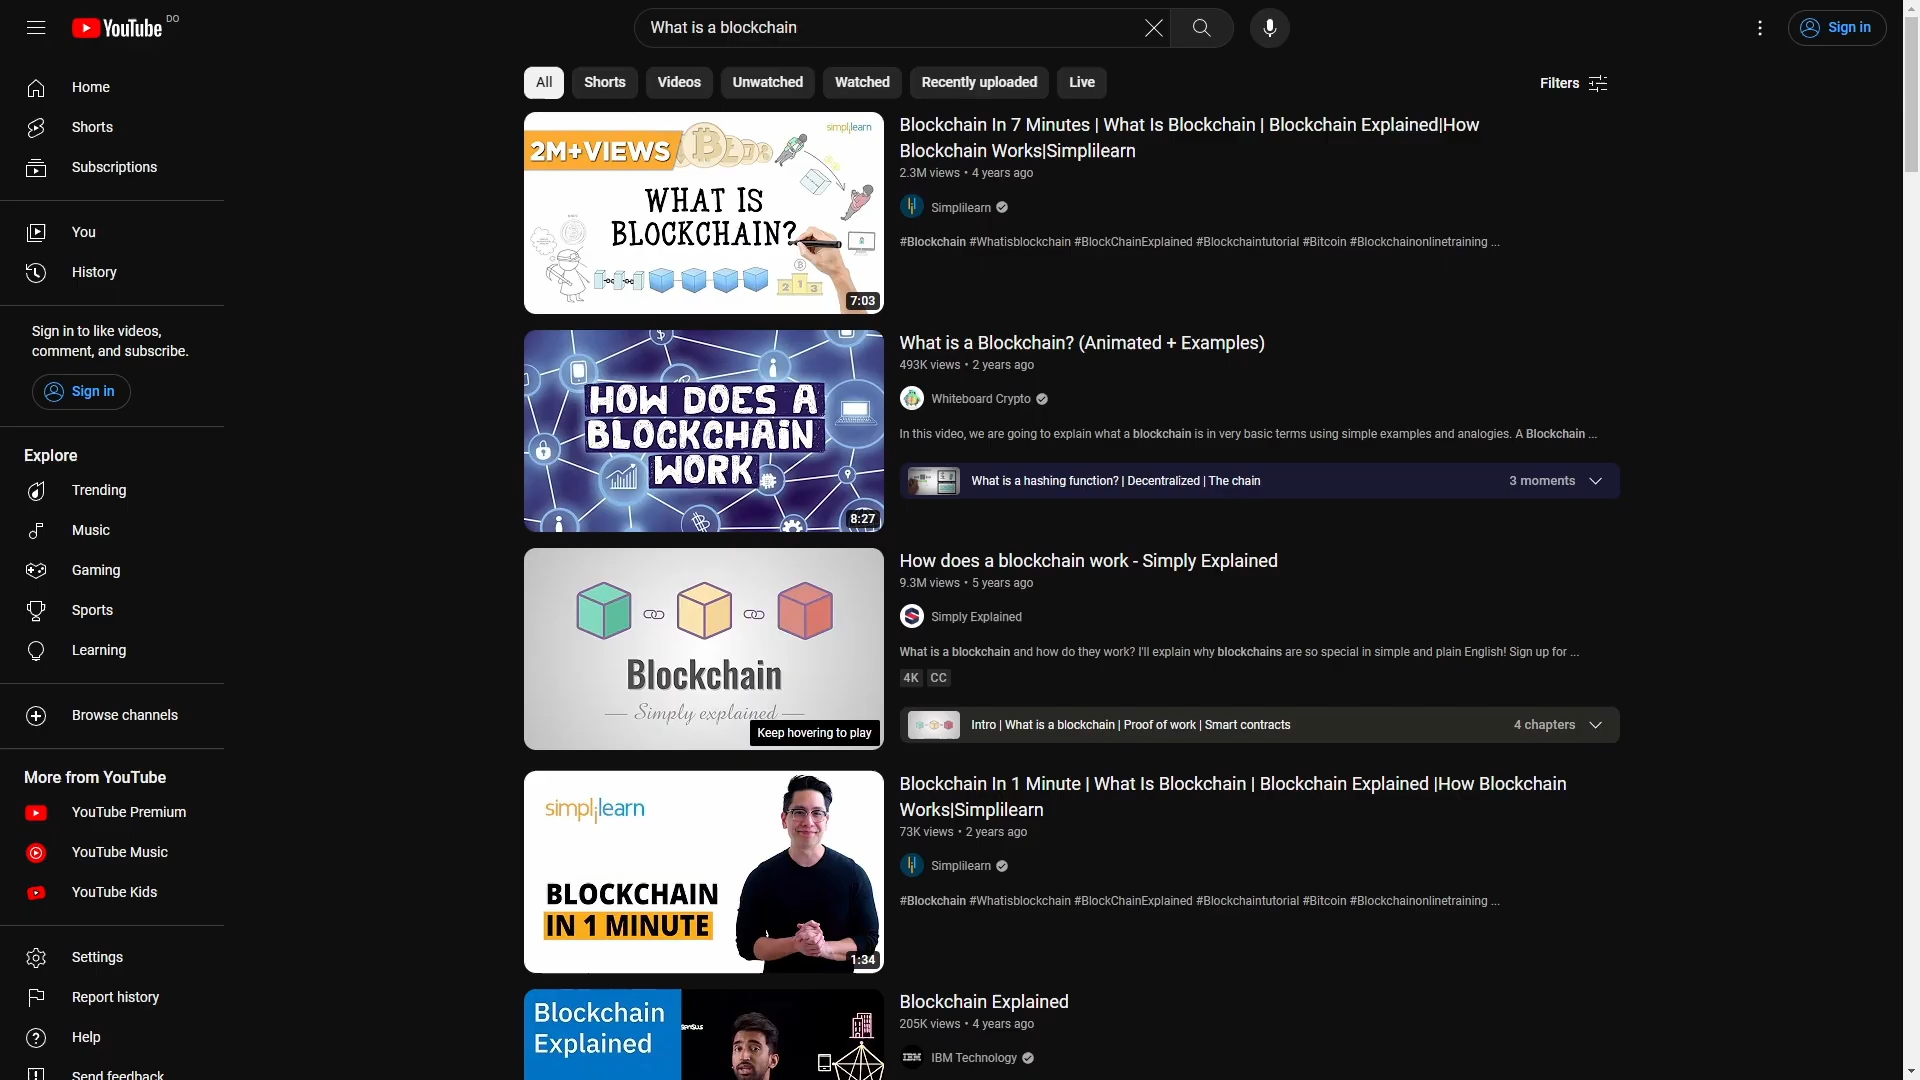 YouTube DO
What is a blockchain
Sign in
Home
Shorts
Subscriptions
You
History
Sign in to like videos,
comment, and subscribe.
Sign in
Explore
Trending
Music
Gaming
Sports
Learning
Browse channels
More from YouTube
YouTube Premium
YouTube Music
YouTube Kids
Settings
Report history
Help
Send feedback
All
Shorts
Videos
Unwatched
Watched
Recently uploaded
Live
Filters
simplilearn
2M+VIEWS
WHAT IS
BLOCKCHAIN?
2 1 3
7:03
Blockchain In 7 Minutes | What Is Blockchain | Blockchain Explained|How
Blockchain Works|Simplilearn
2.3M views • 4 years ago
Simplilearn
#Blockchain #Whatisblockchain #BlockChainExplained #Blockchaintutorial #Bitcoin #Blockchainonlinetraining ...
HOW DOES A
BLOCKCHAIN
WORK
8:27
What is a Blockchain? (Animated + Examples)
493K views • 2 years ago
Whiteboard Crypto
In this video, we are going to explain what a blockchain is in very basic terms using simple examples and analogies. A Blockchain ...
What is a hashing function? | Decentralized | The chain
3 moments
Blockchain
Simply explained
Keep hovering to play
How does a blockchain work - Simply Explained
9.3M views • 5 years ago
Simply Explained
What is a blockchain and how do they work? I'll explain why blockchains are so special in simple and plain English! Sign up for ...
4K CC
Intro | What is a blockchain | Proof of work | Smart contracts
4 chapters
simplilearn
BLOCKCHAIN
IN 1 MINUTE
1:34
Blockchain In 1 Minute | What Is Blockchain | Blockchain Explained |How Blockchain
Works|Simplilearn
73K views • 2 years ago
Simplilearn
#Blockchain #Whatisblockchain #BlockChainExplained #Blockchaintutorial #Bitcoin #Blockchainonlinetraining ...
Blockchain
Explained
Blockchain Explained
205K views • 4 years ago
IBM
IBM Technology